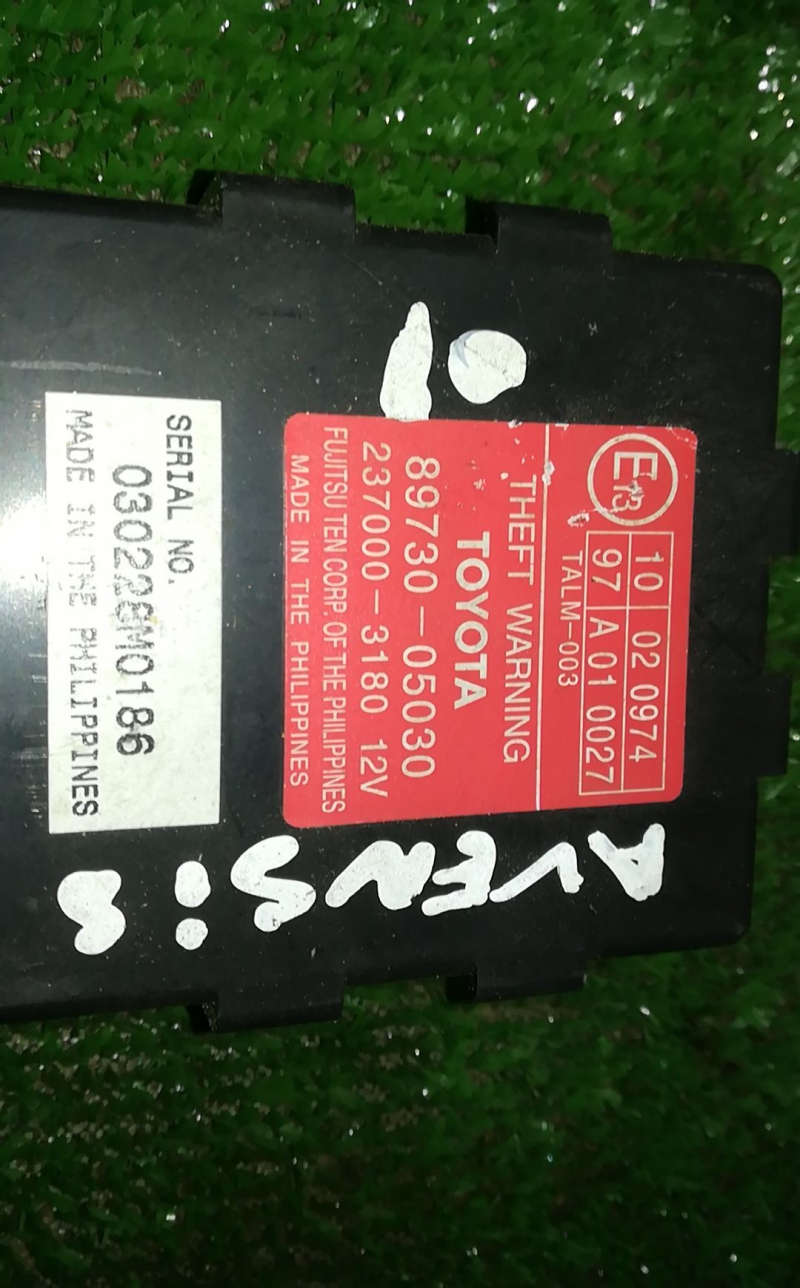 E13
10 02 0974
97 A 01 0027
TALM-003
THEFT WARNING
TOYOTA
89730-05030
237000-3180 12V
FUJITSU TEN CORP. OF THE PHILIPPINES
MADE IN THE PHILIPPINES
SERIAL NO.
030226M0186
MADE IN THE PHILIPPINES
AVENSiS